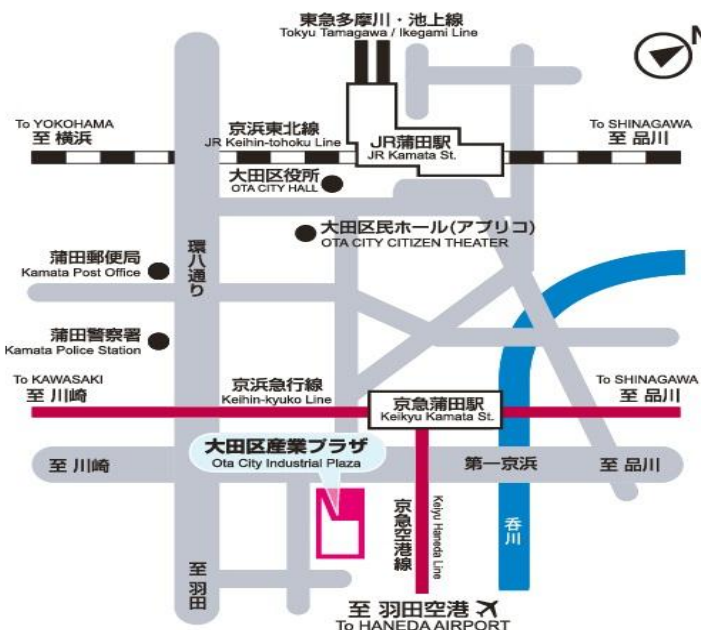 東急多摩川・池上線
Tokyu Tamagawa / Ikegami Line
N
To YOKOHAMA
至 横浜
京浜東北線
JR Keihin-tohoku Line
JR蒲田駅
JR Kamata St.
To SHINAGAWA
至 品川
大田区役所
OTA CITY HALL
大田区民ホール(アプリコ)
OTA CITY CITIZEN THEATER
蒲田郵便局
Kamata Post Office
環八通り
蒲田警察署
Kamata Police Station
To KAWASAKI
至 川崎
京浜急行線
Keihin-kyuko Line
京急蒲田駅
Keikyu Kamata St.
To SHINAGAWA
至 品川
大田区産業プラザ
Ota City Industrial Plaza
至 川崎
第一京浜
至 品川
京急空港線
Keiyu Haneda Line
呑川
至 羽田
至 羽田空港
To HANEDA AIRPORT